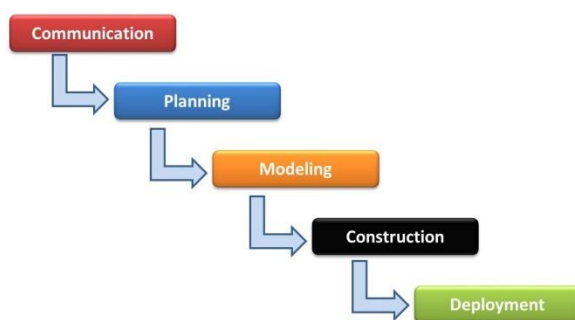 Communication
Planning
Modeling
Construction
Deployment